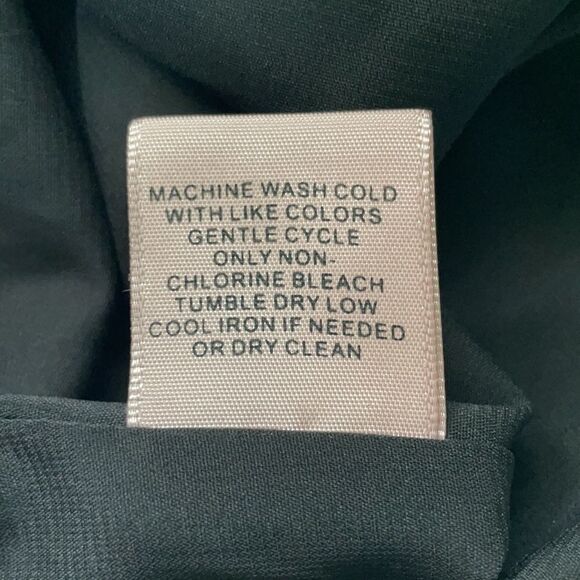 MACHINE WASH COLD
WITH LIKE COLORS
GENTLE CYCLE
ONLY NON-
CHLORINE BLEACH
TUMBLE DRY LOW
COOL IRON IF NEEDED
OR DRY CLEAN